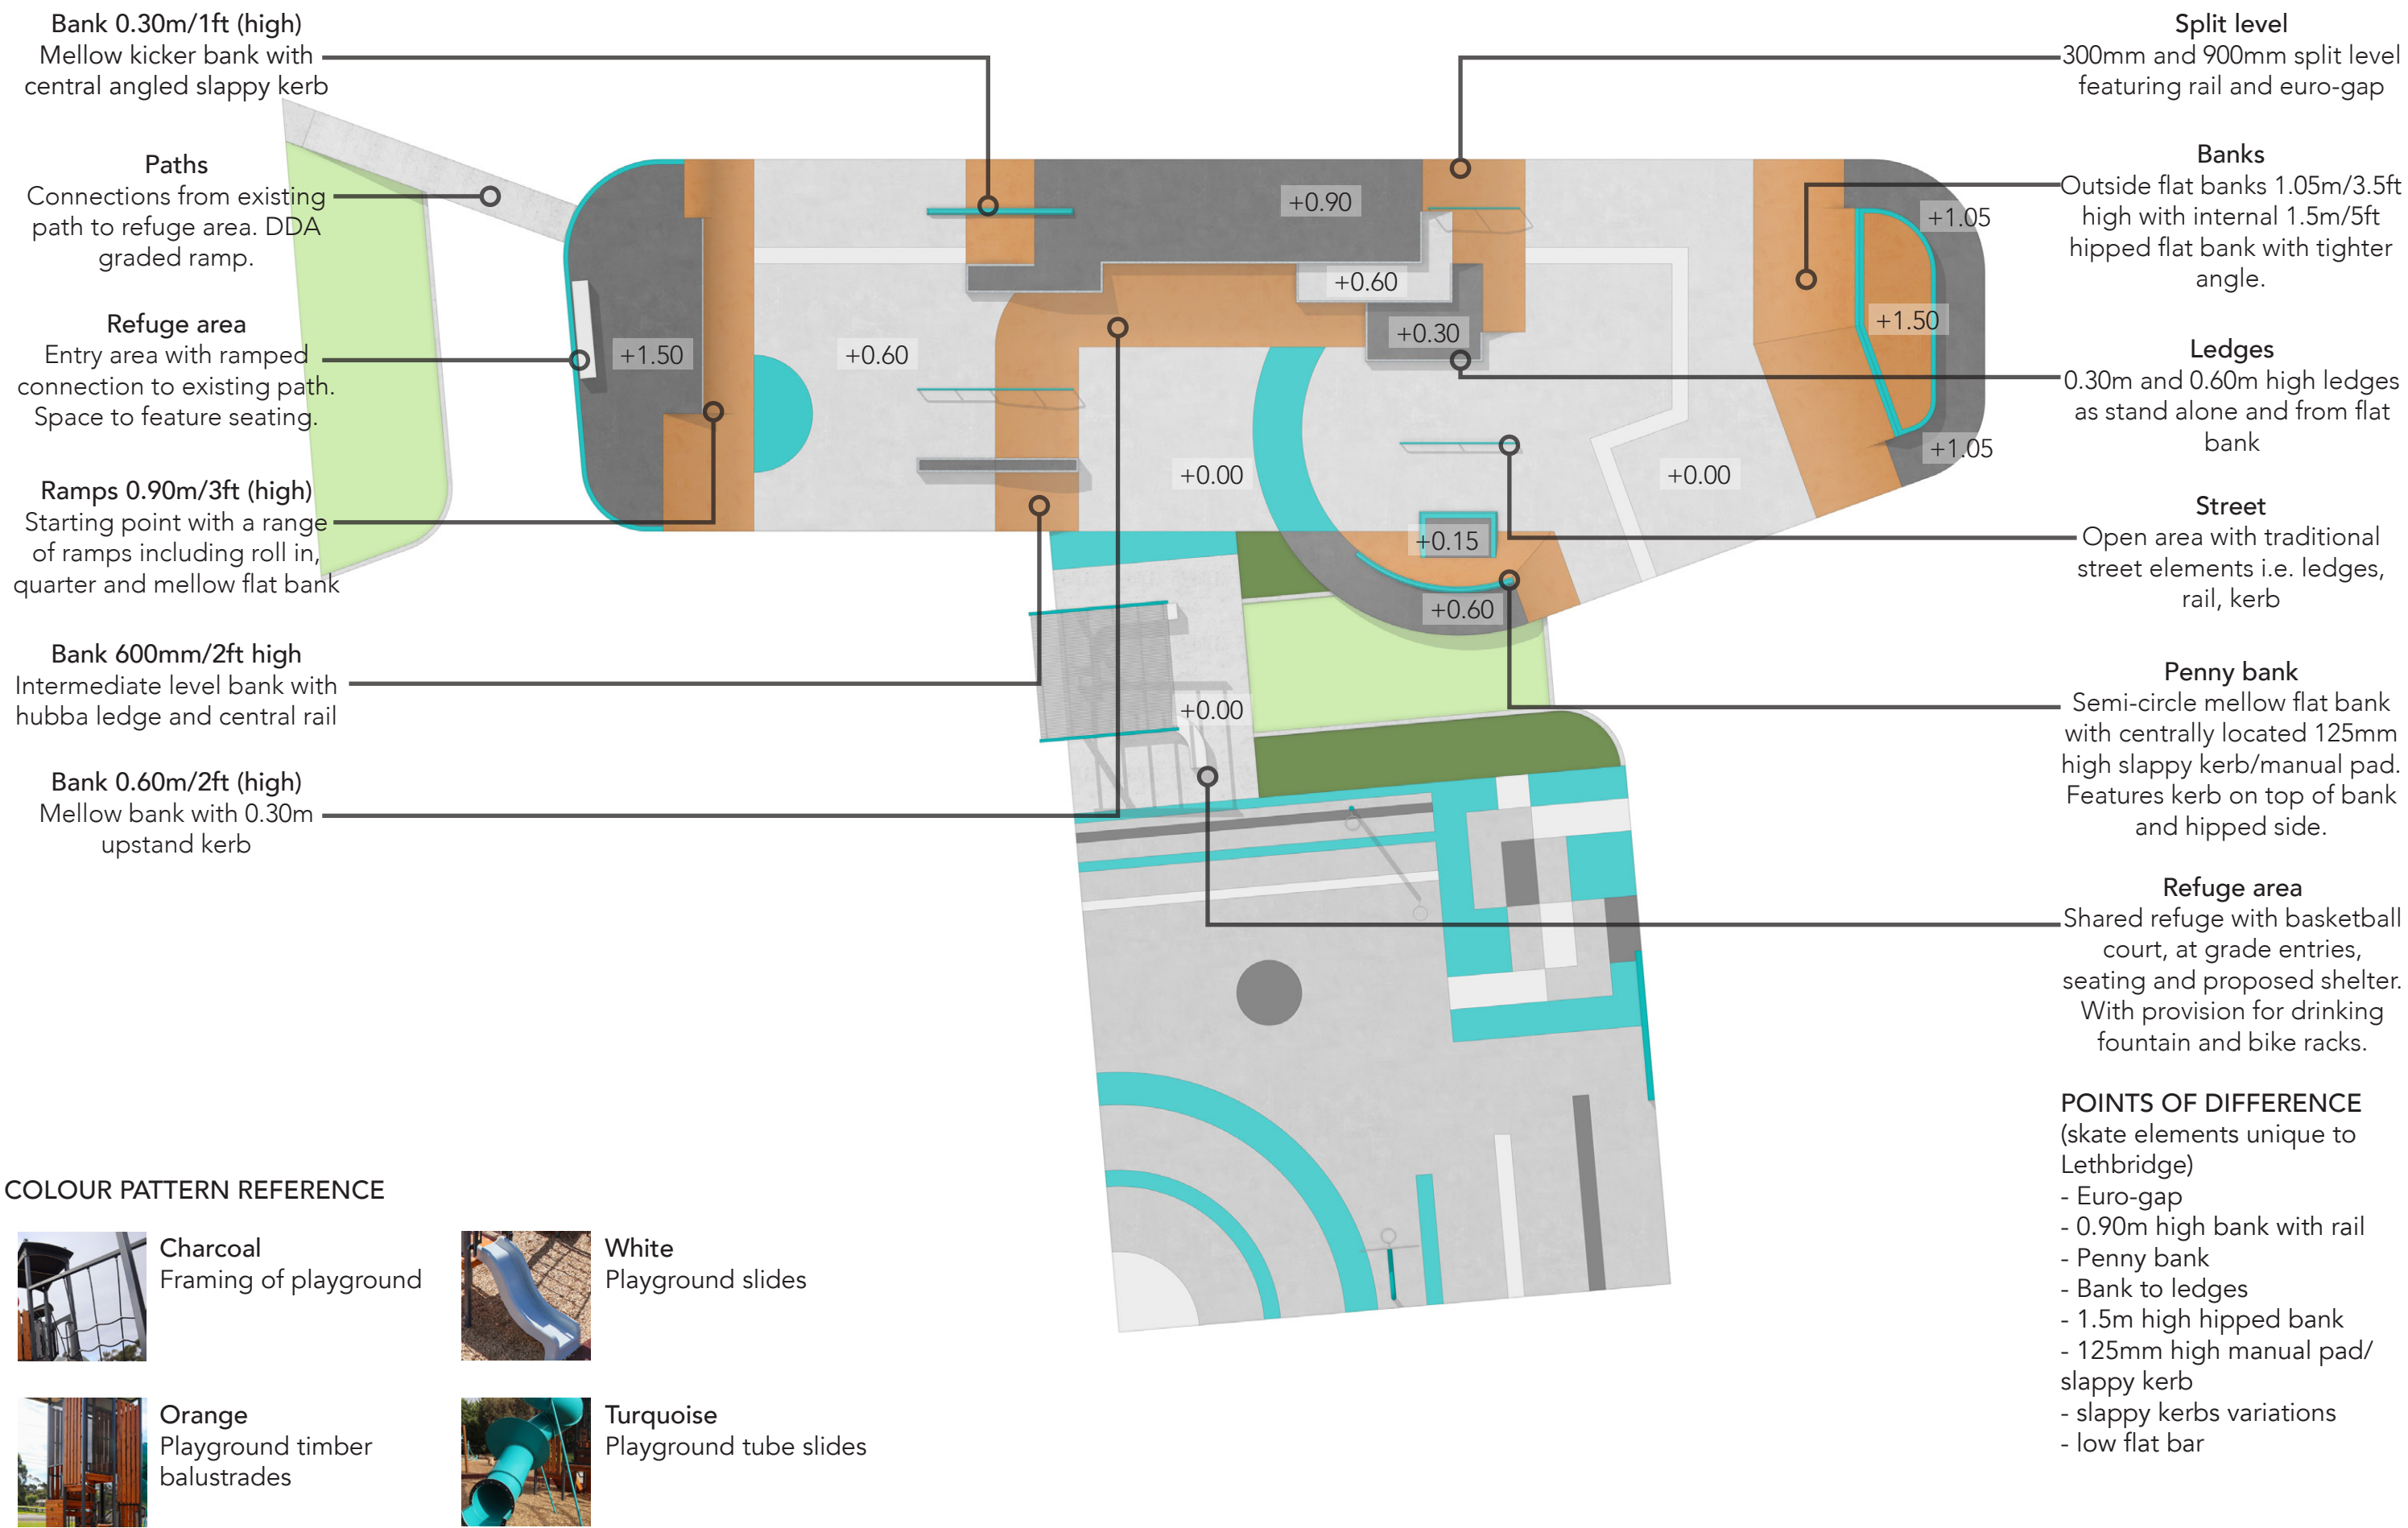 Bank 0.30m/1ft (high)
Mellow kicker bank with
central angled slappy kerb
Paths
Connections from existing
path to refuge area. DDA
graded ramp.
Refuge area
Entry area with ramped
connection to existing path.
Space to feature seating.
Ramps 0.90m/3ft (high)
Starting point with a range
of ramps including roll in,
quarter and mellow flat bank
Bank 600mm/2ft high
Intermediate level bank with
hubba ledge and central rail
Bank 0.60m/2ft (high)
Mellow bank with 0.30m
upstand kerb
+0.90
+1.05
+0.60
+1.50
+0.30
+1.50
+0.60
+1.05
+0.00
+0.00
+0.15
+0.60
+0.00
Split level
300mm and 900mm split level
featuring rail and euro-gap
Banks
Outside flat banks 1.05m/3.5ft
high with internal 1.5m/5ft
hipped flat bank with tighter
angle.
Ledges
0.30m and 0.60m high ledges
as stand alone and from flat
bank
Street
Open area with traditional
street elements i.e. ledges,
rail, kerb
Penny bank
Semi-circle mellow flat bank
with centrally located 125mm
high slappy kerb/manual pad.
Features kerb on top of bank
and hipped side.
Refuge area
Shared refuge with basketball
court, at grade entries,
seating and proposed shelter.
With provision for drinking
fountain and bike racks.
POINTS OF DIFFERENCE
(skate elements unique to
Lethbridge)
- Euro-gap
- 0.90m high bank with rail
- Penny bank
- Bank to ledges
- 1.5m high hipped bank
- 125mm high manual pad/
slappy kerb
- slappy kerbs variations
- low flat bar
COLOUR PATTERN REFERENCE
Charcoal
Framing of playground
White
Playground slides
Orange
Playground timber
balustrades
Turquoise
Playground tube slides